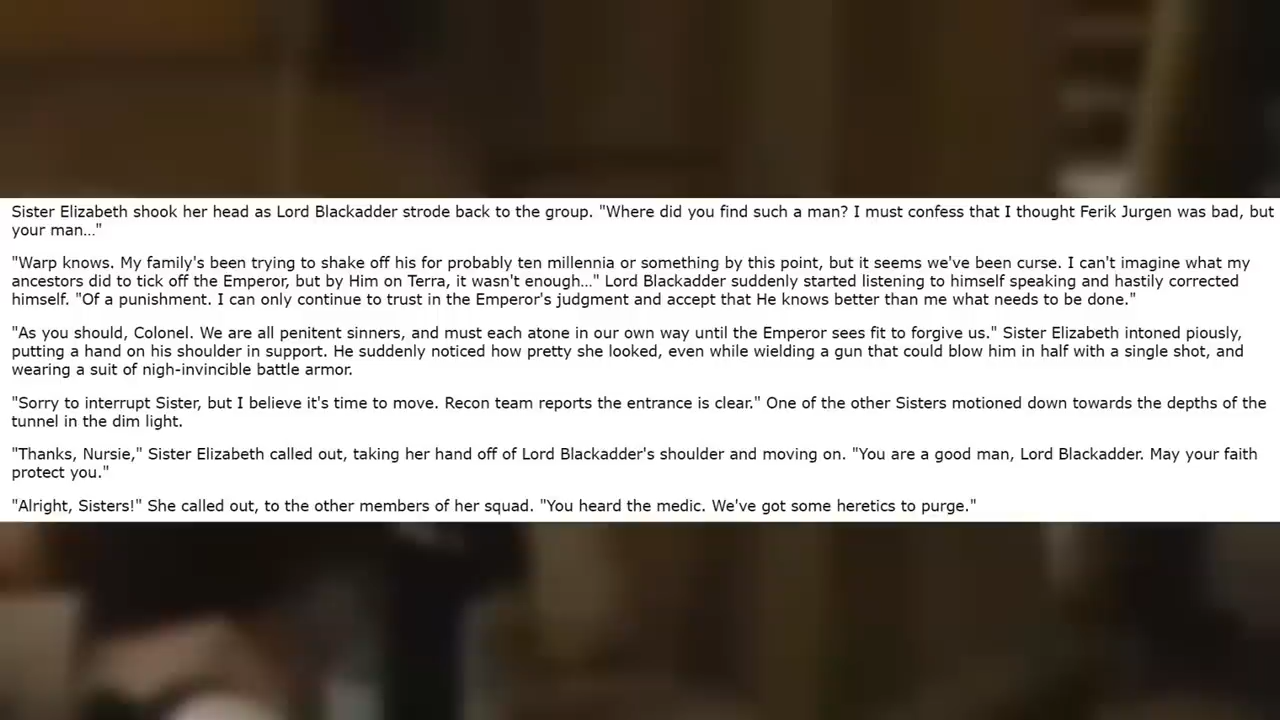 Sister Elizabeth shook her head as Lord Blackadder strode back to the group. "Where did you find such a man? I must confess that I thought Ferik Jurgen was bad, but
your man…"
"Warp knows. My family's been trying to shake off his for probably ten millennia or something by this point, but it seems we've been curse. I can't imagine what my
ancestors did to tick off the Emperor, but by Him on Terra, it wasn't enough…" Lord Blackadder suddenly started listening to himself speaking and hastily corrected
himself. "Of a punishment. I can only continue to trust in the Emperor's judgment and accept that He knows better than me what needs to be done."
"As you should, Colonel. We are all penitent sinners, and must each atone in our own way until the Emperor sees fit to forgive us." Sister Elizabeth intoned piously,
putting a hand on his shoulder in support. He suddenly noticed how pretty she looked, even while wielding a gun that could blow him in half with a single shot, and
wearing a suit of nigh-invincible battle armor.
"Sorry to interrupt Sister, but I believe it's time to move. Recon team reports the entrance is clear." One of the other Sisters motioned down towards the depths of the
tunnel in the dim light.
"Thanks, Nursie," Sister Elizabeth called out, taking her hand off of Lord Blackadder's shoulder and moving on. "You are a good man, Lord Blackadder. May your faith
protect you."
"Alright, Sisters!" She called out, to the other members of her squad. "You heard the medic. We've got some heretics to purge."